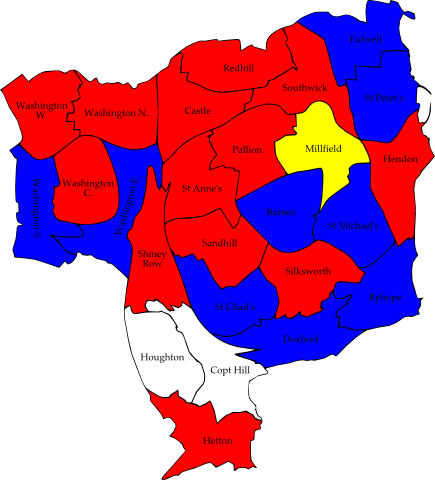 Fulwell
Redhill
Southwick
St Peter's
Washington
W.
Washington N.
Castle
Pallion
Millfield
Hendon
Washington S.
Washington
C.
Washington E.
St Anne's
Barnes
St Michael's
Shiney
Row
Sandhill
Silksworth
St Chad's
Ryhope
Doxford
Houghton
Copt Hill
Hetton